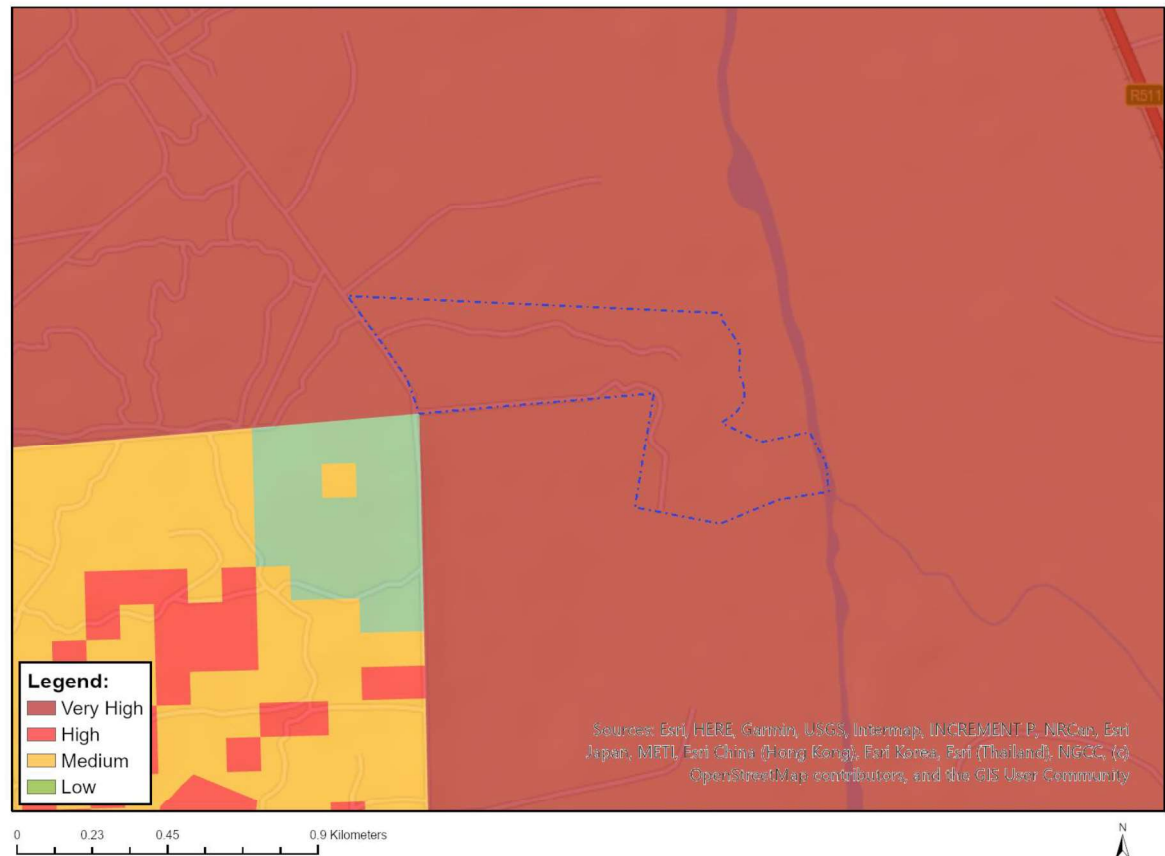 R511
Legend:
Very High
High
Medium
Low
Sources: Esri, HERE, Garmin, USGS, Intermap, INCREMENT P, NRCan, Esri
Japan, METI, Esri China (Hong Kong), Esri Korea, Esri (Thailand), NGCC, (c)
OpenStreetMap contributors, and the GIS User Community
0 0.23 0.45 0.9 Kilometers
N